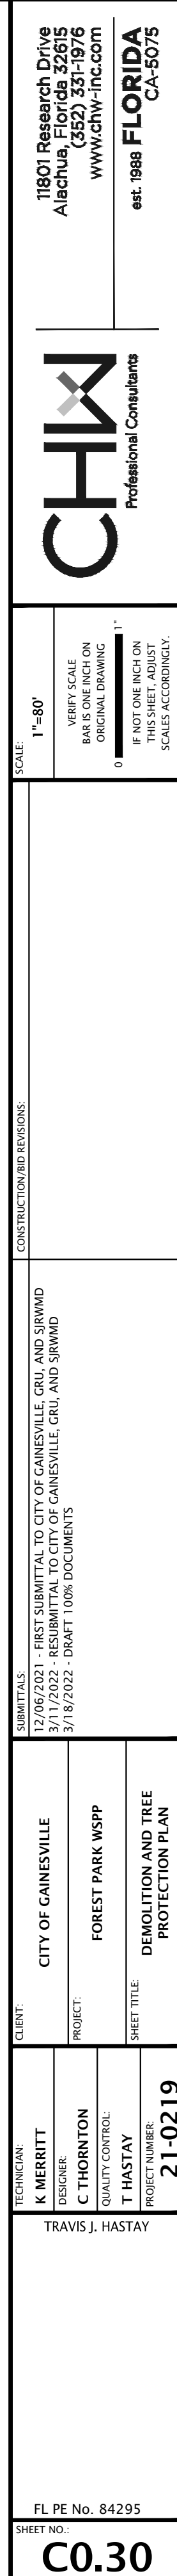 11801 Research Drive
Alachua, Florida 32615
(352) 331-1976
www.chw-inc.com
est. 1988 FLORIDA
CA-5075
CHW
Professional Consultants
SCALE:
1"=80'
VERIFY SCALE
BAR IS ONE INCH ON
ORIGINAL DRAWING
0 1"
IF NOT ONE INCH ON
THIS SHEET, ADJUST
SCALES ACCORDINGLY.
CONSTRUCTION/BID REVISIONS:
SUBMITTALS:
12/06/2021 - FIRST SUBMITTAL TO CITY OF GAINESVILLE, GRU, AND SJRWMD
3/11/2022 - RESUBMITTAL TO CITY OF GAINESVILLE, GRU, AND SJRWMD
3/18/2022 - DRAFT 100% DOCUMENTS
CLIENT:
CITY OF GAINESVILLE
PROJECT:
FOREST PARK WSPP
SHEET TITLE:
DEMOLITION AND TREE
PROTECTION PLAN
TECHNICIAN:
K MERRITT
DESIGNER:
C THORNTON
QUALITY CONTROL:
T HASTAY
PROJECT NUMBER:
21-0219
TRAVIS J. HASTAY
FL PE No. 84295
SHEET NO.:
C0.30